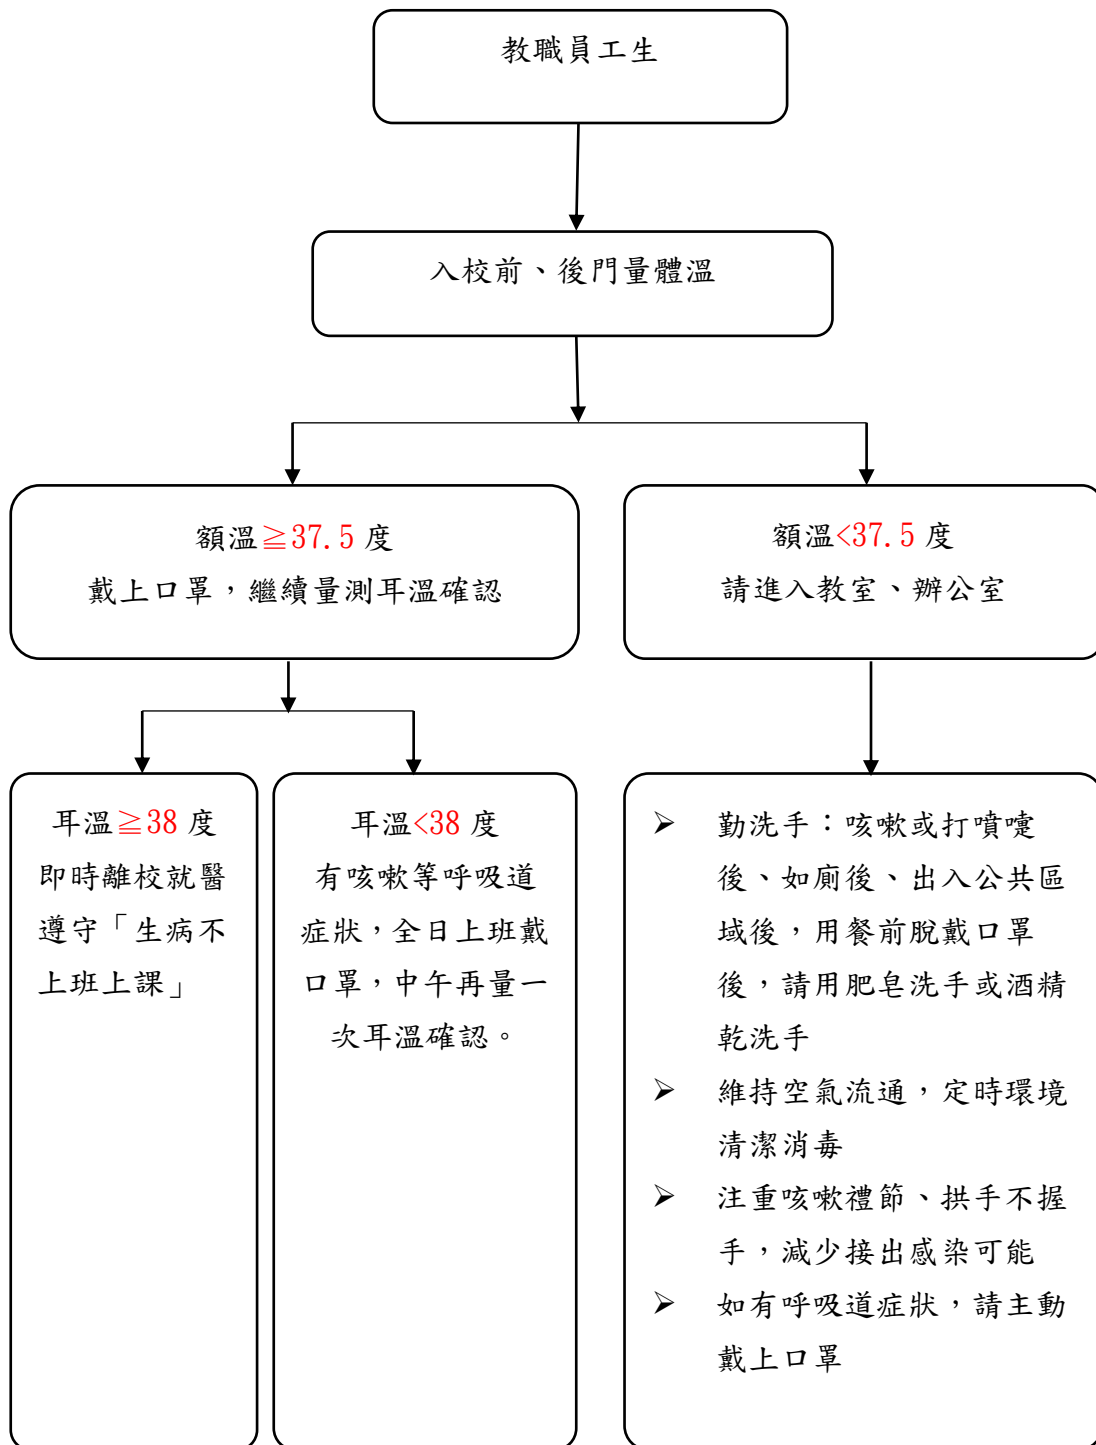 教職員工生
入校前、後門量體溫
額溫≧37.5 度
戴上口罩，繼續量測耳溫確認
額溫<37.5 度
請進入教室、辦公室
耳溫≧38 度
即時離校就醫
遵守「生病不
上班上課」
耳溫<38 度
有咳嗽等呼吸道
症狀，全日上班戴
口罩，中午再量一
次耳溫確認。
➢ 勤洗手：咳嗽或打噴嚏
後、如廁後、出入公共區
域後，用餐前脫戴口罩
後，請用肥皂洗手或酒精
乾洗手
➢ 維持空氣流通，定時環境
清潔消毒
➢ 注重咳嗽禮節、拱手不握
手，減少接出感染可能
➢ 如有呼吸道症狀，請主動
戴上口罩